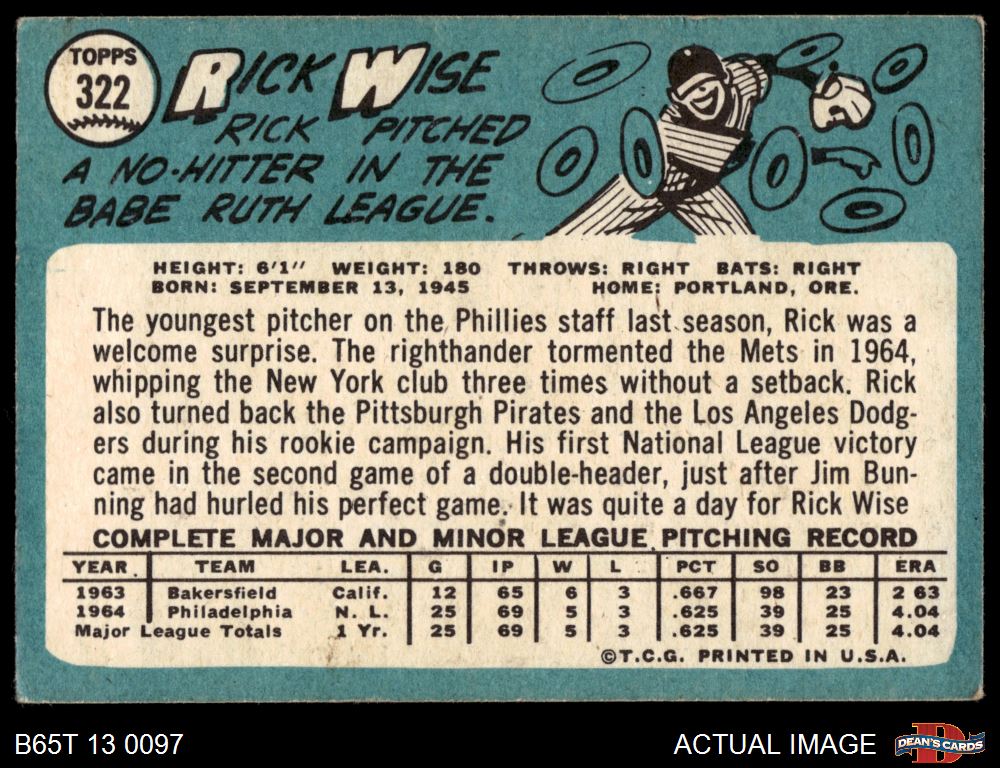 TOPPS
322
RICK WISE
RICK PITCHED
A NO-HITTER IN THE
BABE RUTH LEAGUE.
HEIGHT: 6'1" WEIGHT: 180 THROWS: RIGHT BATS: RIGHT
BORN: SEPTEMBER 13, 1945 HOME: PORTLAND, ORE.
The youngest pitcher on the Phillies staff last season, Rick was a
welcome surprise. The righthander tormented the Mets in 1964,
whipping the New York club three times without a setback. Rick
also turned back the Pittsburgh Pirates and the Los Angeles Dodg-
ers during his rookie campaign. His first National League victory
came in the second game of a double-header, just after Jim Bun-
ning had hurled his perfect game. It was quite a day for Rick Wise
COMPLETE MAJOR AND MINOR LEAGUE PITCHING RECORD
YEAR TEAM LEA. G IP W L PCT SO BB ERA
1963 Bakersfield Calif. 12 65 6 3 .667 98 23 2 63
1964 Philadelphia N. L. 25 69 5 3 .625 39 25 4.04
Major League Totals 1 Yr. 25 69 5 3 .625 39 25 4.04
©T.C.G. PRINTED IN U.S.A.
B65T 13 0097 ACTUAL IMAGE DEAN'S CARDS